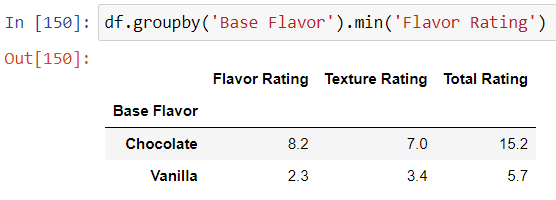 In [150]: df.groupby('Base Flavor').min('Flavor Rating')
Out[150]:
Flavor Rating Texture Rating Total Rating
Base Flavor
Chocolate 8.2 7.0 15.2
Vanilla 2.3 3.4 5.7